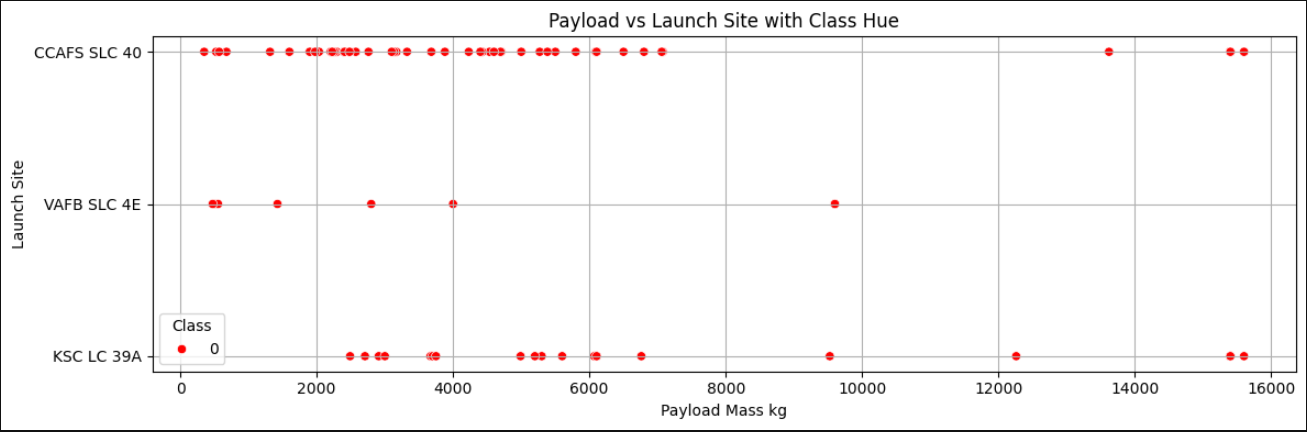 Payload vs Launch Site with Class Hue
CCAFS SLC 40
VAFB SLC 4E
KSC LC 39A
Launch Site
Class
0
0 2000 4000 6000 8000 10000 12000 14000 16000
Payload Mass kg